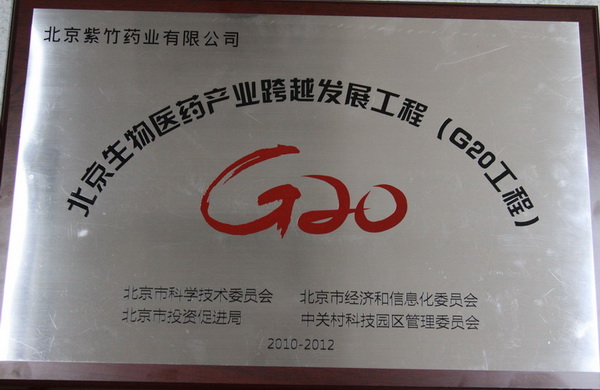 北京紫竹药业有限公司
北京生物医药产业跨越发展工程（G20工程）
G20
北京市科学技术委员会 北京市经济和信息化委员会
北京市投资促进局 中关村科技园区管理委员会
2010-2012